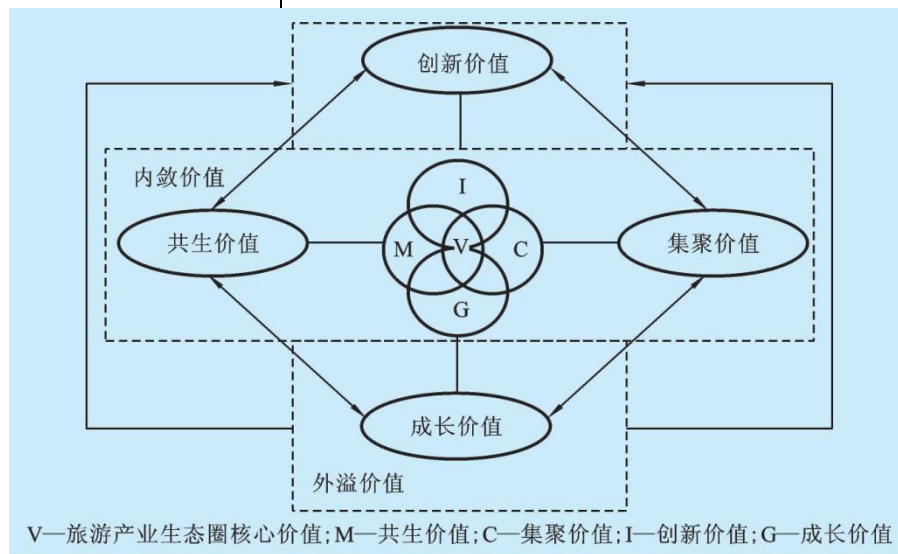 创新价值
内敛价值
I
共生价值
M
V
C
集聚价值
G
成长价值
外溢价值
V—旅游产业生态圈核心价值;M—共生价值;C—集聚价值;I—创新价值;G—成长价值